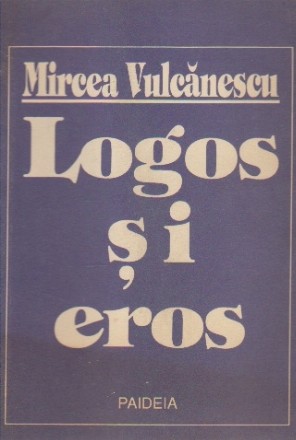 Mircea Vulcănescu
Logos
și
eros
PAIDEIA